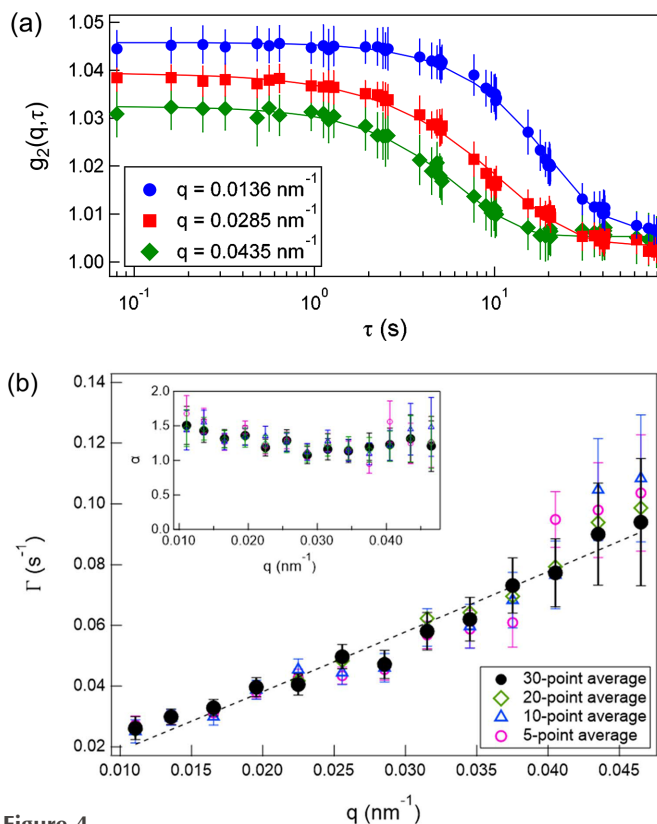 (a)
g₂(q,τ)
1.05
1.04
1.03
1.02
1.01
1.00
q = 0.0136 nm⁻¹
q = 0.0285 nm⁻¹
q = 0.0435 nm⁻¹
10⁻¹ 10⁰ 10¹
τ (s)
(b)
Γ (s⁻¹)
0.14
0.12
0.10
0.08
0.06
0.04
0.02
α
2.0
1.5
1.0
0.5
0.0
0.010 0.020 0.030 0.040
q (nm⁻¹)
30-point average
20-point average
10-point average
5-point average
0.010 0.015 0.020 0.025 0.030 0.035 0.040 0.045
q (nm⁻¹)